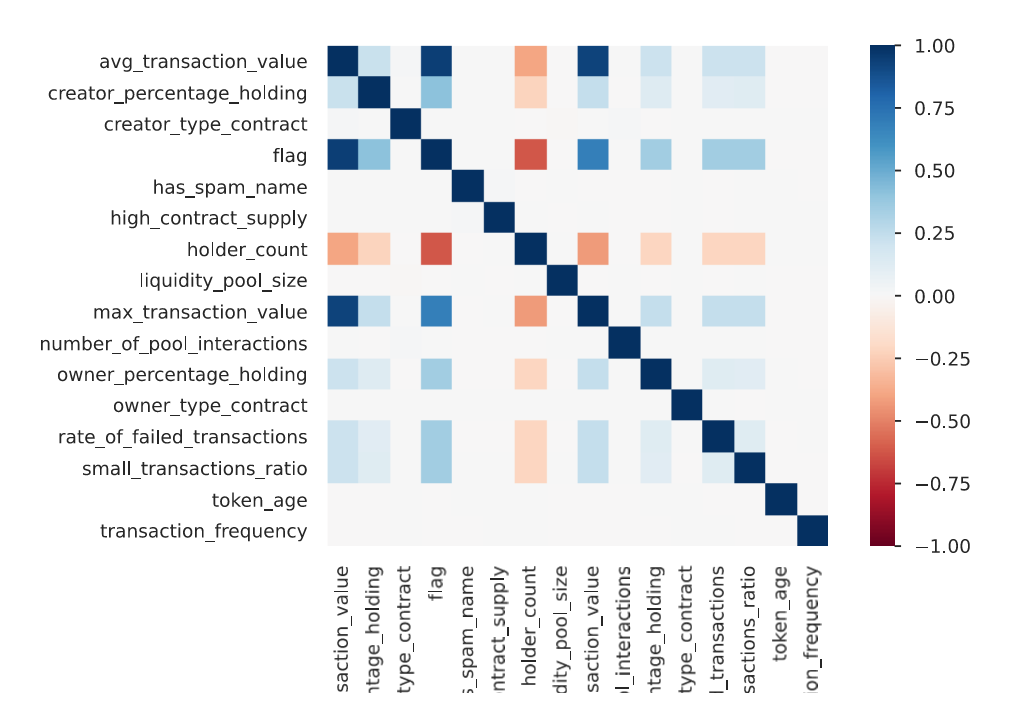 avg_transaction_value
creator_percentage_holding
creator_type_contract
flag
has_spam_name
high_contract_supply
holder_count
liquidity_pool_size
max_transaction_value
number_of_pool_interactions
owner_percentage_holding
owner_type_contract
rate_of_failed_transactions
small_transactions_ratio
token_age
transaction_frequency
saction_value
ntage_holding
type_contract
flag
s_spam_name
ontract_supply
holder_count
dity_pool_size
saction_value
ol_interactions
ntage_holding
type_contract
l_transactions
sactions_ratio
token_age
ion_frequency
1.00
0.75
0.50
0.25
0.00
−0.25
−0.50
−0.75
−1.00